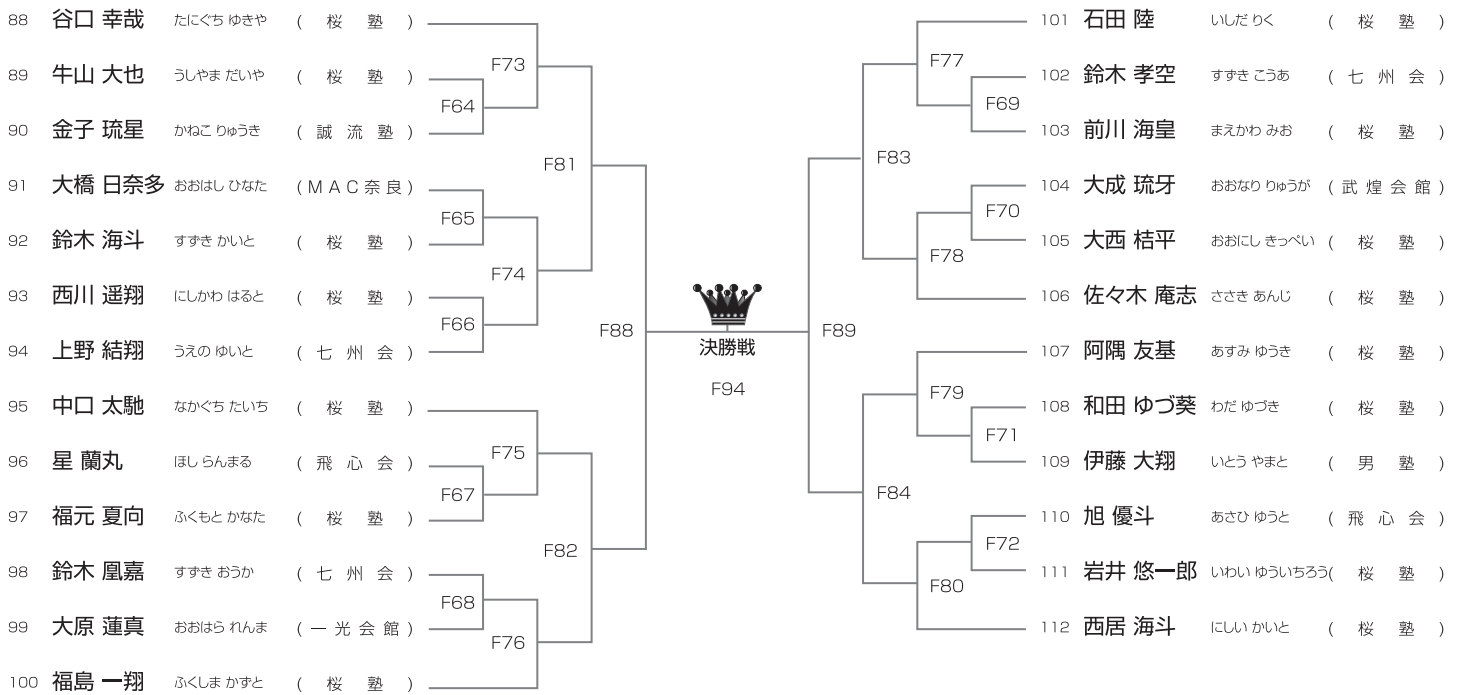 88 谷口 幸哉 たにぐち ゆきや (桜塾)
89 牛山 大也 うしやま だいや (桜塾)
90 金子 琉星 かねこ りゅうき (誠流塾)
91 大橋 日奈多 おおはし ひなた (MAC奈良)
92 鈴木 海斗 すずき かいと (桜塾)
93 西川 遥翔 にしかわ はると (桜塾)
94 上野 結翔 うえの ゆいと (七州会)
95 中口 太馳 なかぐち たいち (桜塾)
96 星 蘭丸 ほし らんまる (飛心会)
97 福元 夏向 ふくもと かなた (桜塾)
98 鈴木 凰嘉 すずき おうか (七州会)
99 大原 蓮真 おおはら れんま (一光会館)
100 福島 一翔 ふくしま かずと (桜塾)
F73
F64
F81
F65
F74
F66
F88
F75
F67
F82
F68
F76
決勝戦
F94
F77
F69
F83
F70
F78
F89
F79
F71
F84
F72
F80
101 石田 陸 いしだ りく (桜塾)
102 鈴木 孝空 すずき こうあ (七州会)
103 前川 海皇 まえかわ みお (桜塾)
104 大成 琉牙 おおなり りゅうが (武煌会館)
105 大西 桔平 おおにし きっぺい (桜塾)
106 佐々木 庵志 ささき あんじ (桜塾)
107 阿隅 友基 あすみ ゆうき (桜塾)
108 和田 ゆづ葵 わだ ゆづき (桜塾)
109 伊藤 大翔 いとう やまと (男塾)
110 旭 優斗 あさひ ゆうと (飛心会)
111 岩井 悠一郎 いわい ゆういちろう (桜塾)
112 西居 海斗 にしい かいと (桜塾)